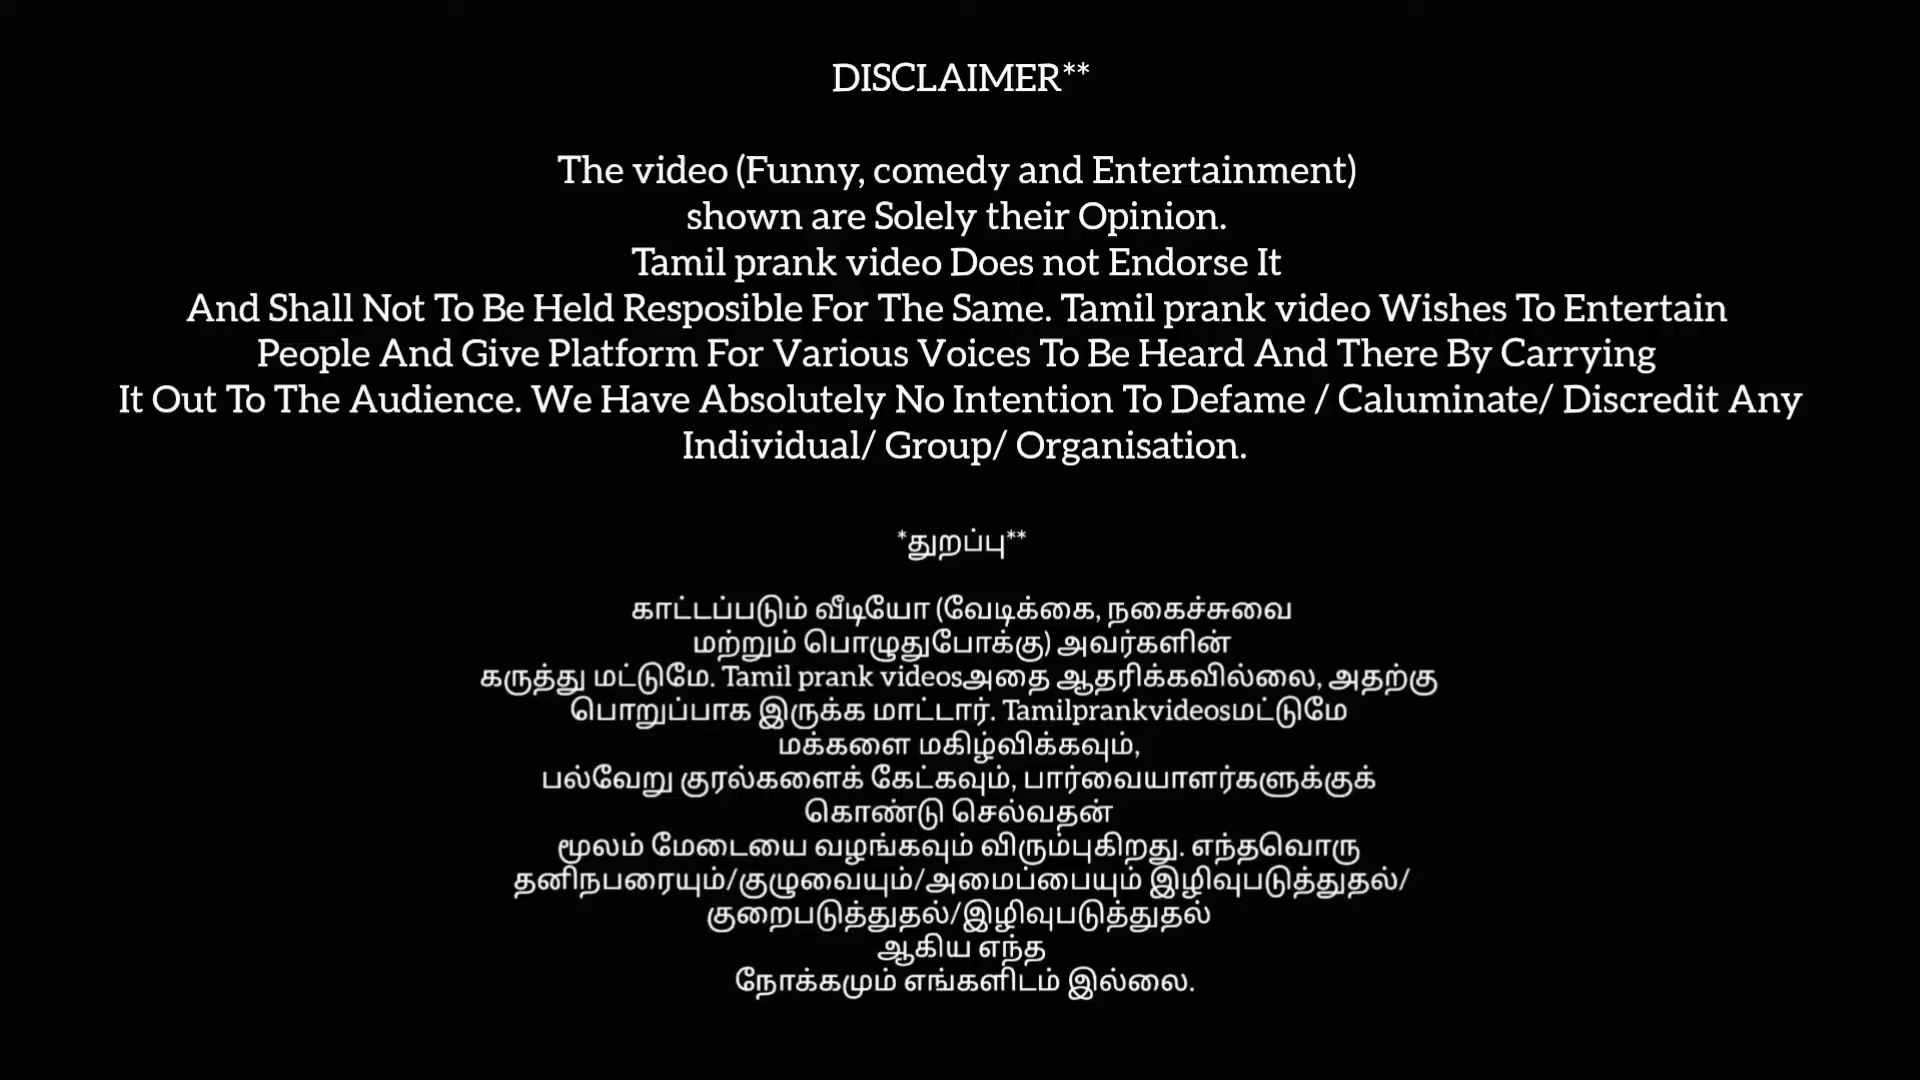 DISCLAIMER**
The video (Funny, comedy and Entertainment)
shown are Solely their Opinion.
Tamil prank video Does not Endorse It
And Shall Not To Be Held Resposible For The Same. Tamil prank video Wishes To Entertain
People And Give Platform For Various Voices To Be Heard And There By Carrying
It Out To The Audience. We Have Absolutely No Intention To Defame / Caluminate/ Discredit Any
Individual/ Group/ Organisation.
*துறப்பு**
காட்டப்படும் வீடியோ (வேடிக்கை, நகைச்சுவை
மற்றும் பொழுதுபோக்கு) அவர்களின்
கருத்து மட்டுமே. Tamil prank videosஅதை ஆதரிக்கவில்லை, அதற்கு
பொறுப்பாக இருக்க மாட்டார். Tamilprankvideosமட்டுமே
மக்களை மகிழ்விக்கவும்,
பல்வேறு குரல்களைக் கேட்கவும், பார்வையாளர்களுக்குக்
கொண்டு செல்வதன்
மூலம் மேடையை வழங்கவும் விரும்புகிறது. எந்தவொரு
தனிநபரையும்/குழுவையும்/அமைப்பையும் இழிவுபடுத்துதல்/
குறைபடுத்துதல்/இழிவுபடுத்துதல்
ஆகிய எந்த
நோக்கமும் எங்களிடம் இல்லை.